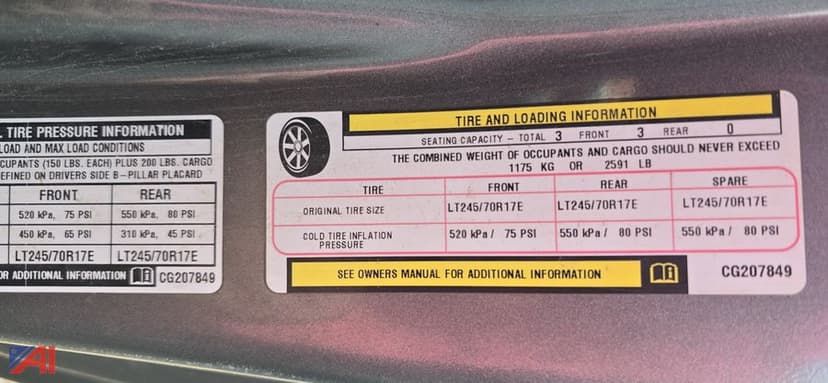 TIRE PRESSURE INFORMATION
LOAD AND MAX LOAD CONDITIONS
CUPANTS (150 LBS. EACH) PLUS 200 LBS. CARGO
EFINED ON DRIVERS SIDE B-PILLAR PLACARD
FRONT REAR
520 kPa, 75 PSI 550 kPa, 80 PSI
450 kPa, 65 PSI 310 kPa, 45 PSI
LT245/70R17E LT245/70R17E
OR ADDITIONAL INFORMATION CG207849
TIRE AND LOADING INFORMATION
SEATING CAPACITY - TOTAL 3 FRONT 3 REAR 0
THE COMBINED WEIGHT OF OCCUPANTS AND CARGO SHOULD NEVER EXCEED
1175 KG OR 2591 LB
TIRE FRONT REAR SPARE
ORIGINAL TIRE SIZE LT245/70R17E LT245/70R17E LT245/70R17E
COLD TIRE INFLATION PRESSURE 520 kPa / 75 PSI 550 kPa / 80 PSI 550 kPa / 80 PSI
SEE OWNERS MANUAL FOR ADDITIONAL INFORMATION CG207849
AI